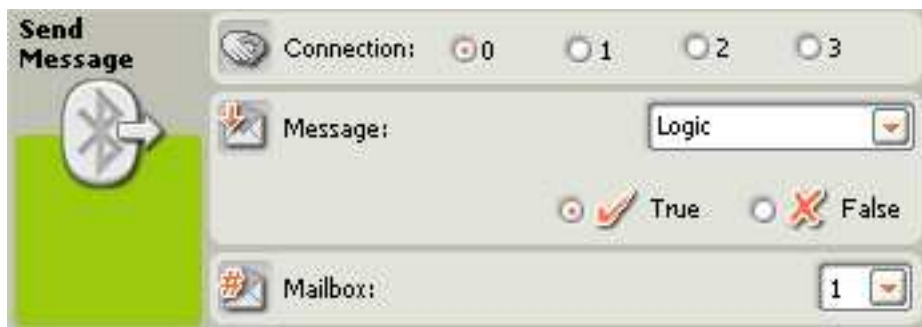 Send
Message
Connection: 0 1 2 3
Message: Logic
True False
# Mailbox: 1